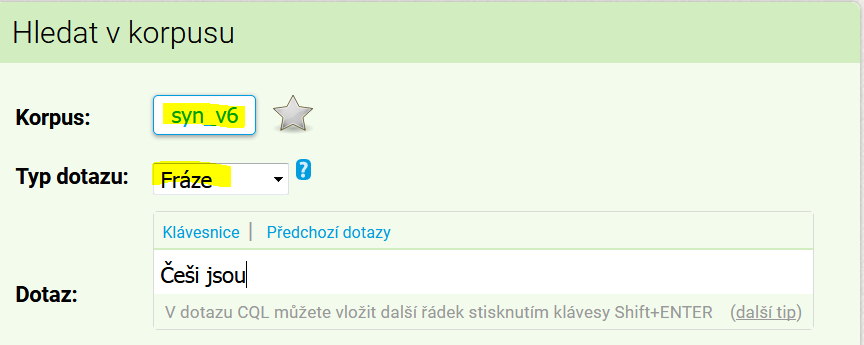 Hledat v korpusu
Korpus: syn_v6
Typ dotazu: Fráze ?
Klávesnice | Předchozí dotazy
Dotaz: Češi jsou
V dotazu CQL můžete vložit další řádek stisknutím klávesy Shift+ENTER (další tip)